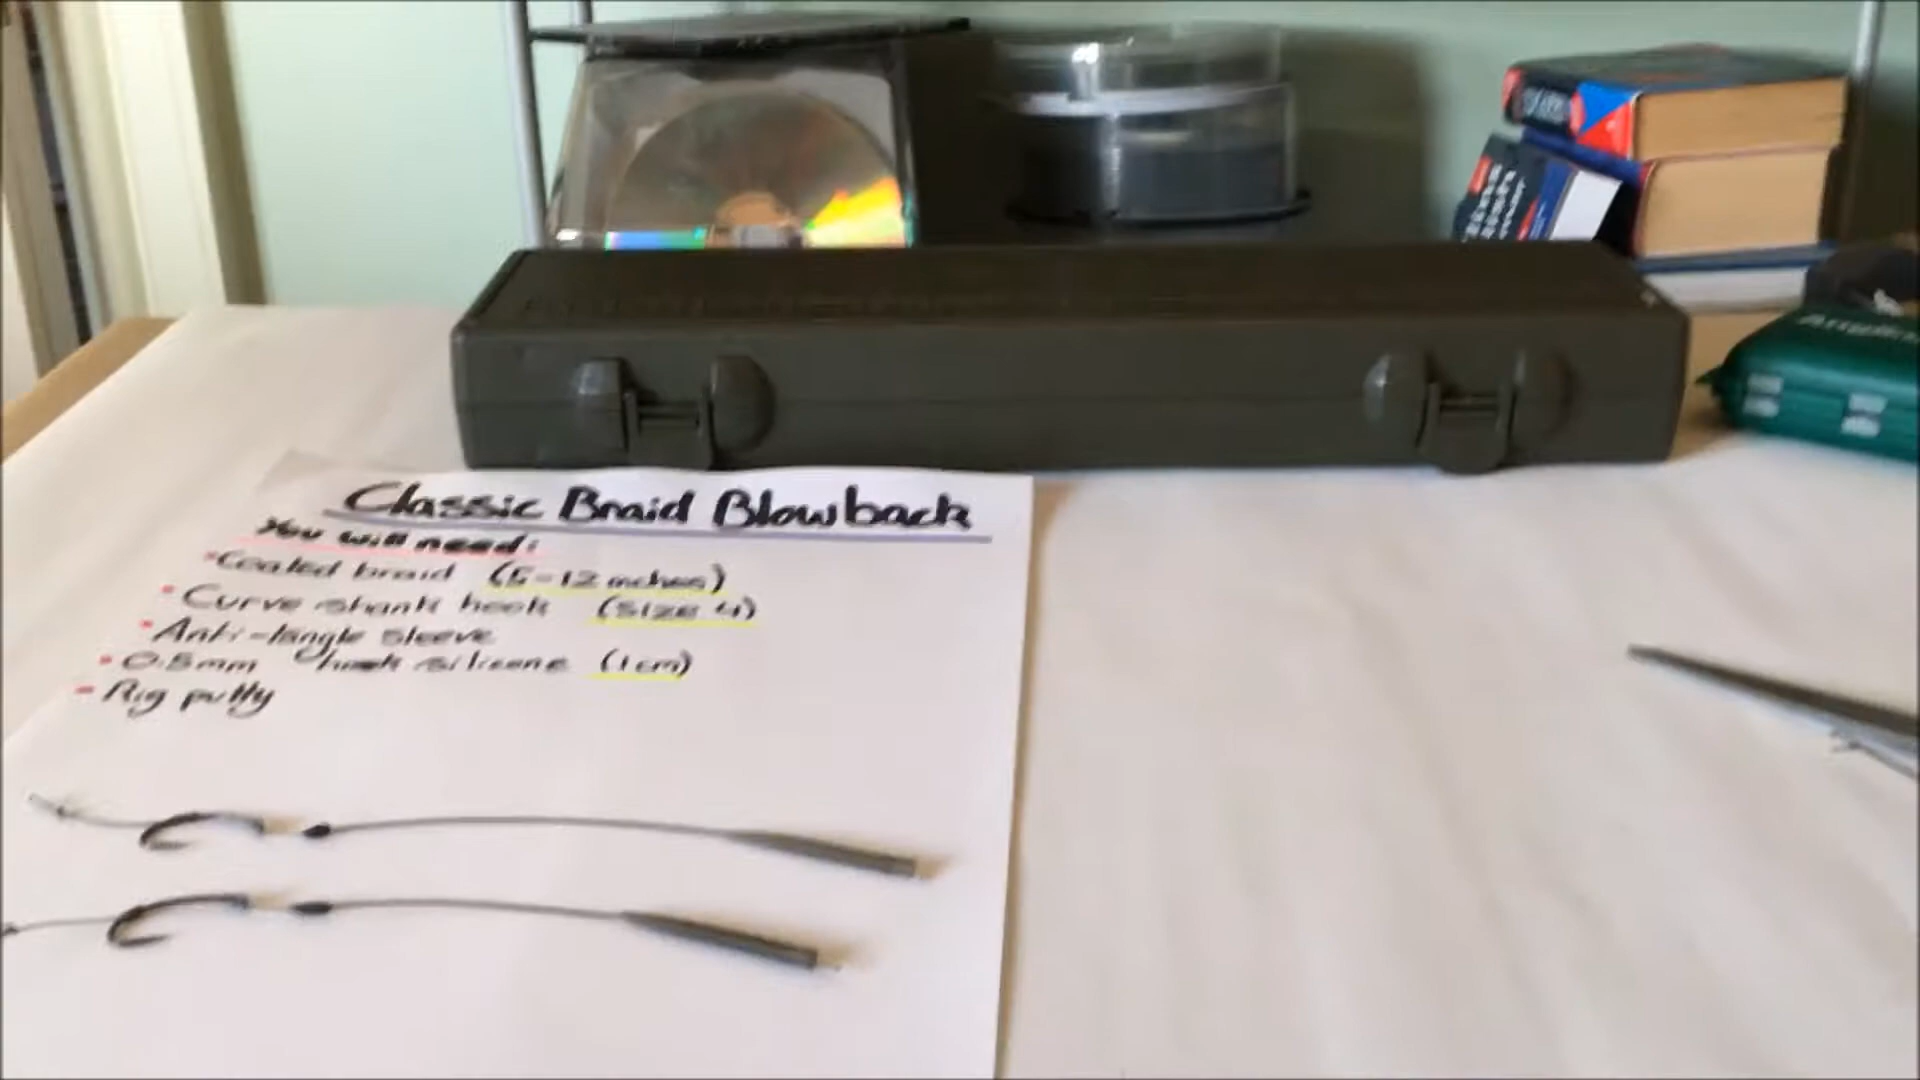 Classic Braid Blowback
You will need:
Coated braid (5-12 inches)
Curve shank hook (size 4)
Anti-tangle sleeve
0.5mm hook silicone (1cm)
Rig putty